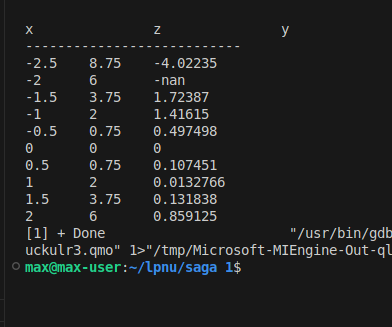 x z y
---------------------------
-2.5 8.75 -4.02235
-2 6 -nan
-1.5 3.75 1.72387
-1 2 1.41615
-0.5 0.75 0.497498
0 0 0
0.5 0.75 0.107451
1 2 0.0132766
1.5 3.75 0.131838
2 6 0.859125
[1] + Done "/usr/bin/gdb
uckulr3.qmo" 1>"/tmp/Microsoft-MIEngine-Out-ql
max@max-user:~/lpnu/saga 1$